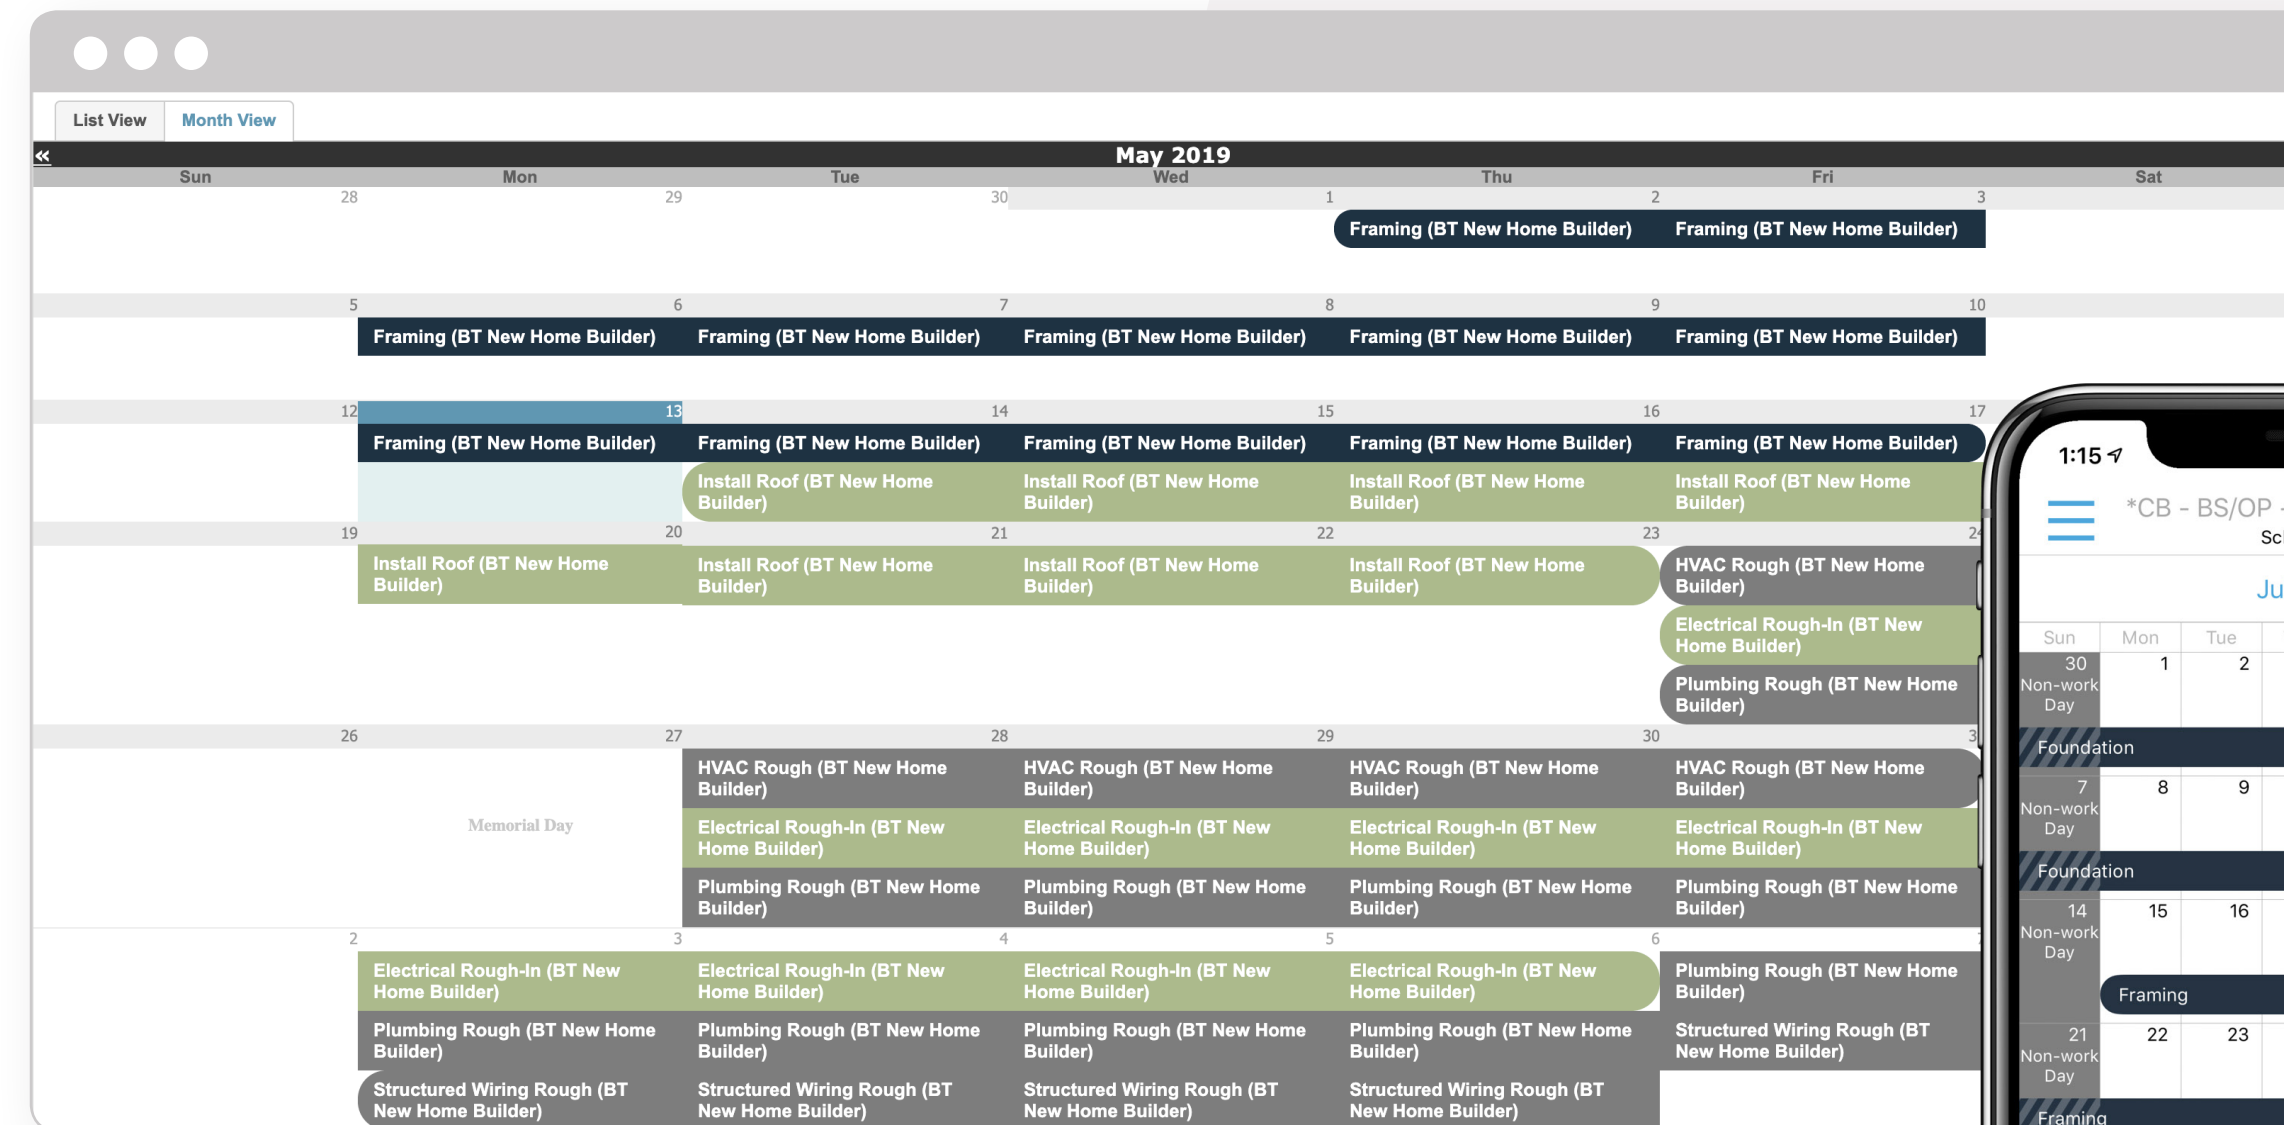 List View Month View
«
May 2019
Sun Mon Tue Wed Thu Fri Sat
28 29 30 1 2 3
Framing (BT New Home Builder) Framing (BT New Home Builder)
5 6 7 8 9 10
Framing (BT New Home Builder) Framing (BT New Home Builder) Framing (BT New Home Builder) Framing (BT New Home Builder) Framing (BT New Home Builder)
12 13 14 15 16 17
Framing (BT New Home Builder) Framing (BT New Home Builder) Framing (BT New Home Builder) Framing (BT New Home Builder) Framing (BT New Home Builder)
Install Roof (BT New Home Install Roof (BT New Home Install Roof (BT New Home Install Roof (BT New Home
Builder) Builder) Builder) Builder)
19 20 21 22 23
Install Roof (BT New Home Install Roof (BT New Home Install Roof (BT New Home Install Roof (BT New Home HVAC Rough (BT New Home
Builder) Builder) Builder) Builder) Builder)
Electrical Rough-In (BT New
Home Builder)
Plumbing Rough (BT New Home
Builder)
26 27 28 29 30
HVAC Rough (BT New Home HVAC Rough (BT New Home HVAC Rough (BT New Home HVAC Rough (BT New Home
Builder) Builder) Builder) Builder)
Memorial Day
Electrical Rough-In (BT New Electrical Rough-In (BT New Electrical Rough-In (BT New Electrical Rough-In (BT New
Home Builder) Home Builder) Home Builder) Home Builder)
Plumbing Rough (BT New Home Plumbing Rough (BT New Home Plumbing Rough (BT New Home Plumbing Rough (BT New Home
Builder) Builder) Builder) Builder)
2 3 4 5 6
Electrical Rough-In (BT New Electrical Rough-In (BT New Electrical Rough-In (BT New Electrical Rough-In (BT New Plumbing Rough (BT New Home
Home Builder) Home Builder) Home Builder) Home Builder) Builder)
Plumbing Rough (BT New Home Plumbing Rough (BT New Home Plumbing Rough (BT New Home Plumbing Rough (BT New Home Structured Wiring Rough (BT
Builder) Builder) Builder) Builder) New Home Builder)
Structured Wiring Rough (BT Structured Wiring Rough (BT Structured Wiring Rough (BT Structured Wiring Rough (BT
New Home Builder) New Home Builder) New Home Builder) New Home Builder)
1:15
*CB - BS/OP -
Sun Mon Tue
30 1 2
Non-work
Day
Foundation
7 8 9
Non-work
Day
Foundation
14 15 16
Non-work
Day
Framing
21 22 23
Non-work
Day
Framing